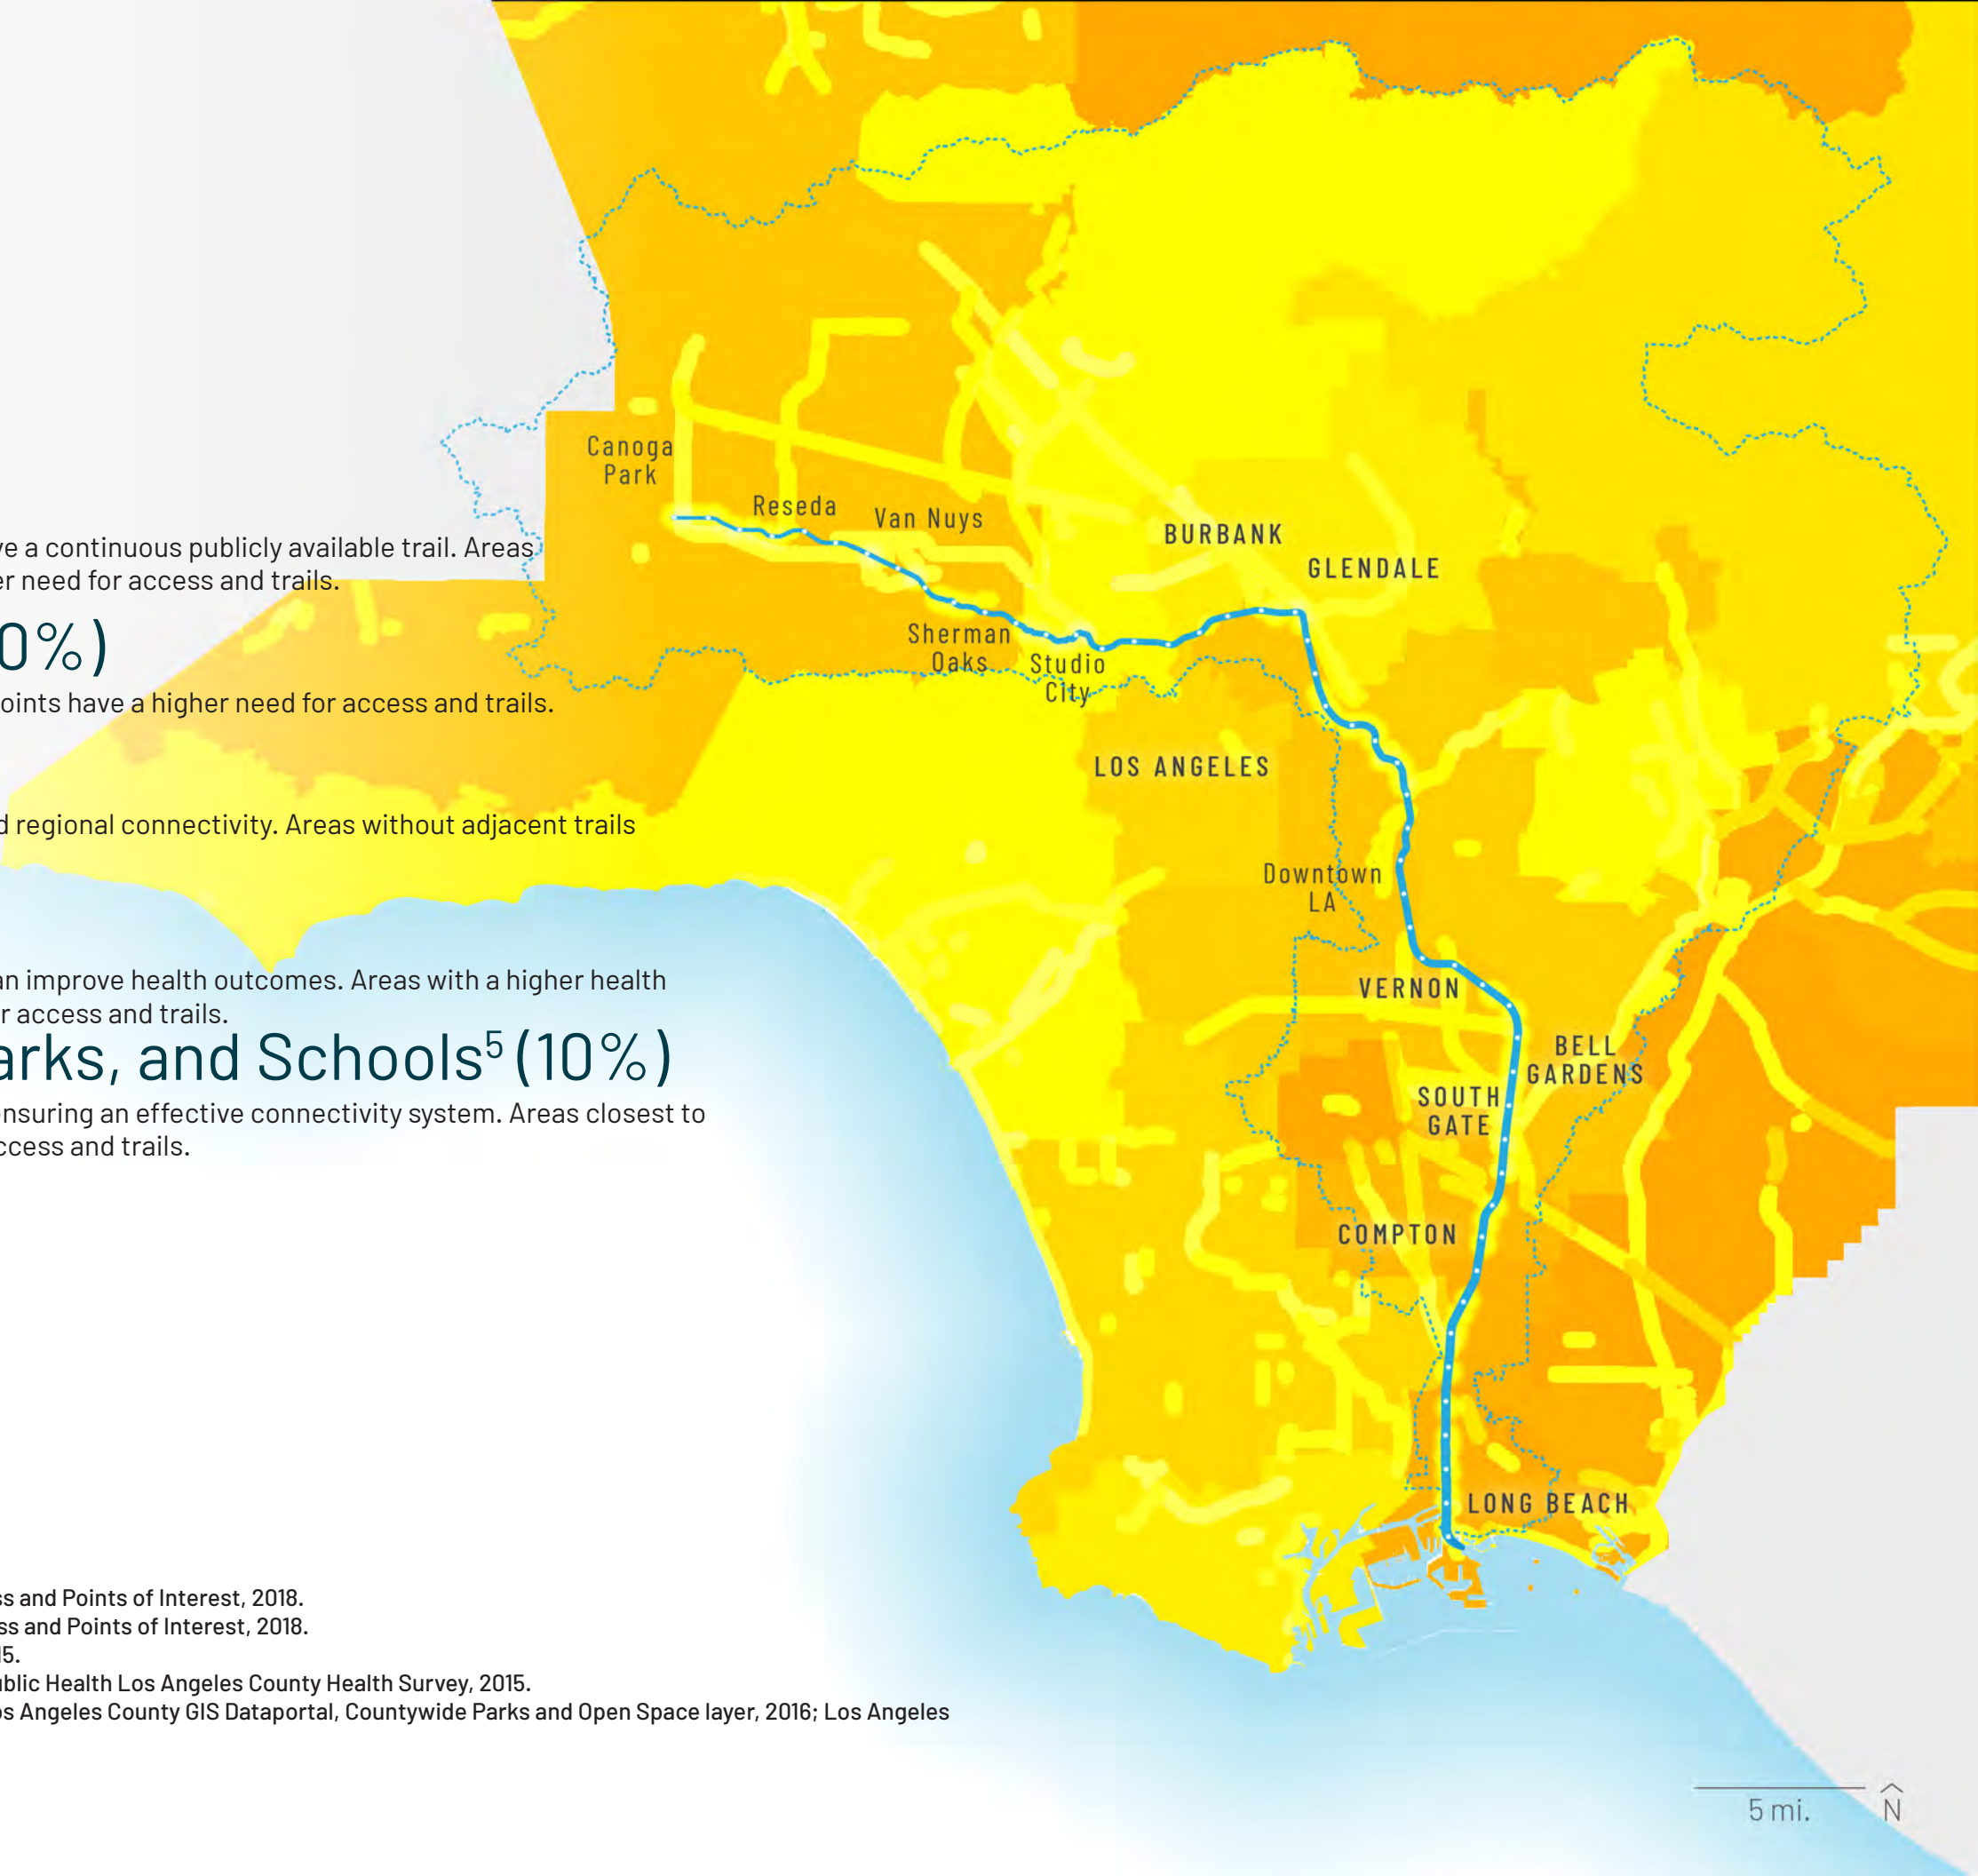 ve a continuous publicly available trail. Areas
er need for access and trails.
0%)
oints have a higher need for access and trails.
d regional connectivity. Areas without adjacent trails
an improve health outcomes. Areas with a higher health
r access and trails.
arks, and Schools5 (10%)
ensuring an effective connectivity system. Areas closest to
ccess and trails.
ss and Points of Interest, 2018.
ss and Points of Interest, 2018.
15.
ublic Health Los Angeles County Health Survey, 2015.
os Angeles County GIS Dataportal, Countywide Parks and Open Space layer, 2016; Los Angeles
Canoga
Park
Reseda
Van Nuys
BURBANK
GLENDALE
Sherman
Oaks
Studio
City
LOS ANGELES
Downtown
LA
VERNON
BELL
GARDENS
SOUTH
GATE
COMPTON
LONG BEACH
5 mi.
N